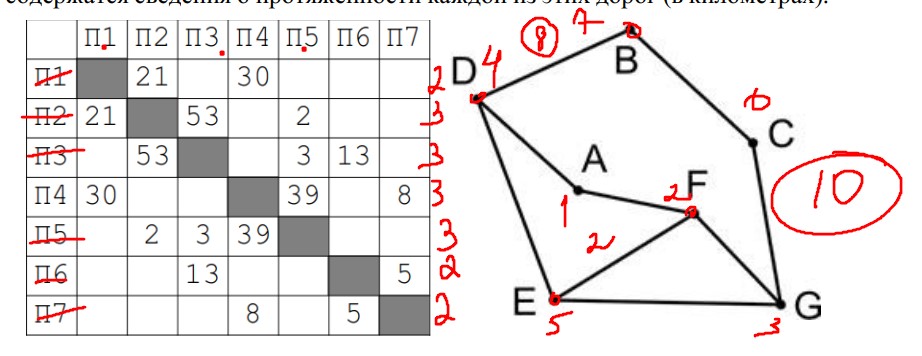 содержатся сведения о протяженности каждой из этих дорог (в километрах).
П1 П2 П3 П4 П5 П6 П7
П1 21 30 2
П2 21 53 2 3
П3 53 3 13 3
П4 30 39 8 3
П5 2 3 39 3
П6 13 5 2
П7 8 5 2
8 7
D 4
B
6
C
A
1
2 F
10
2
E
5
G
3